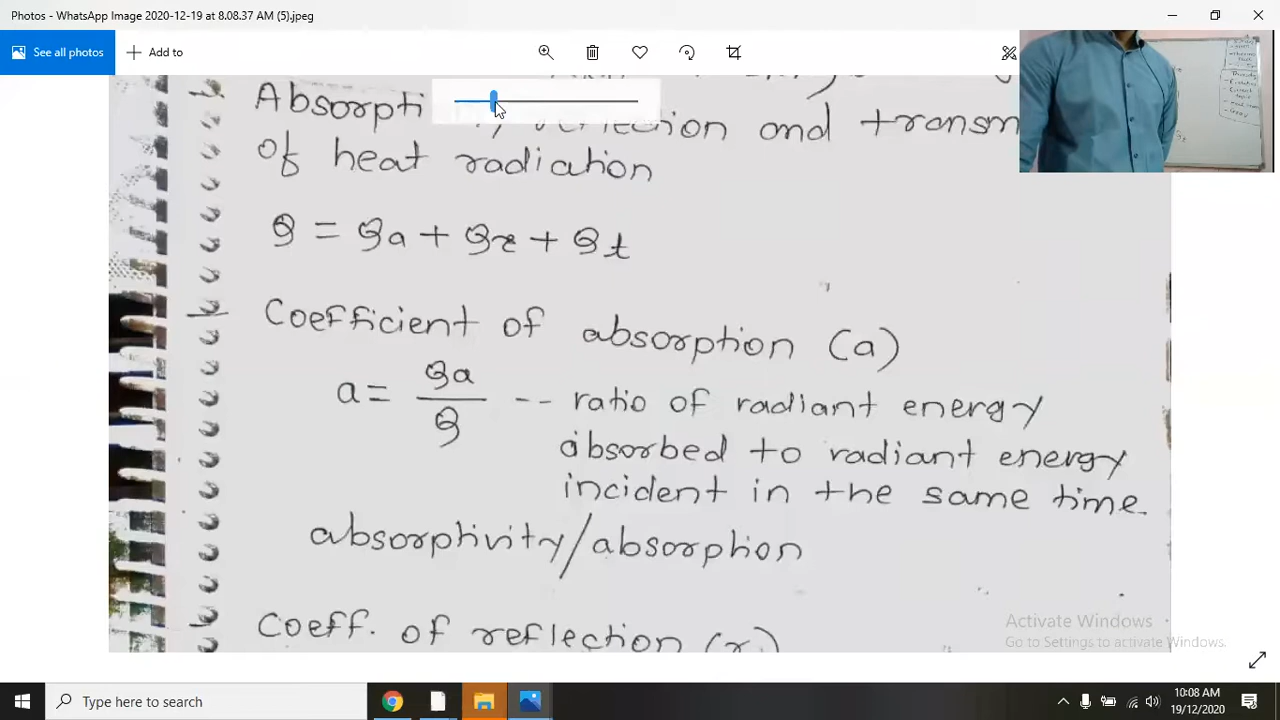 Photos - WhatsApp Image 2020-12-19 at 8.08.37 AM (5).jpeg
See all photos
Add to
Absorpti
reflection and transm
of heat radiation
Q = Qa + Qr + Qt
Coefficient of absorption (a)
a = Qa / Q -- ratio of radiant energy
absorbed to radiant energy
incident in the same time.
absorptivity/absorption
Coeff. of reflection (r)
Activate Windows
Go to Settings to activate Windows.
Type here to search
10:08 AM
19/12/2020